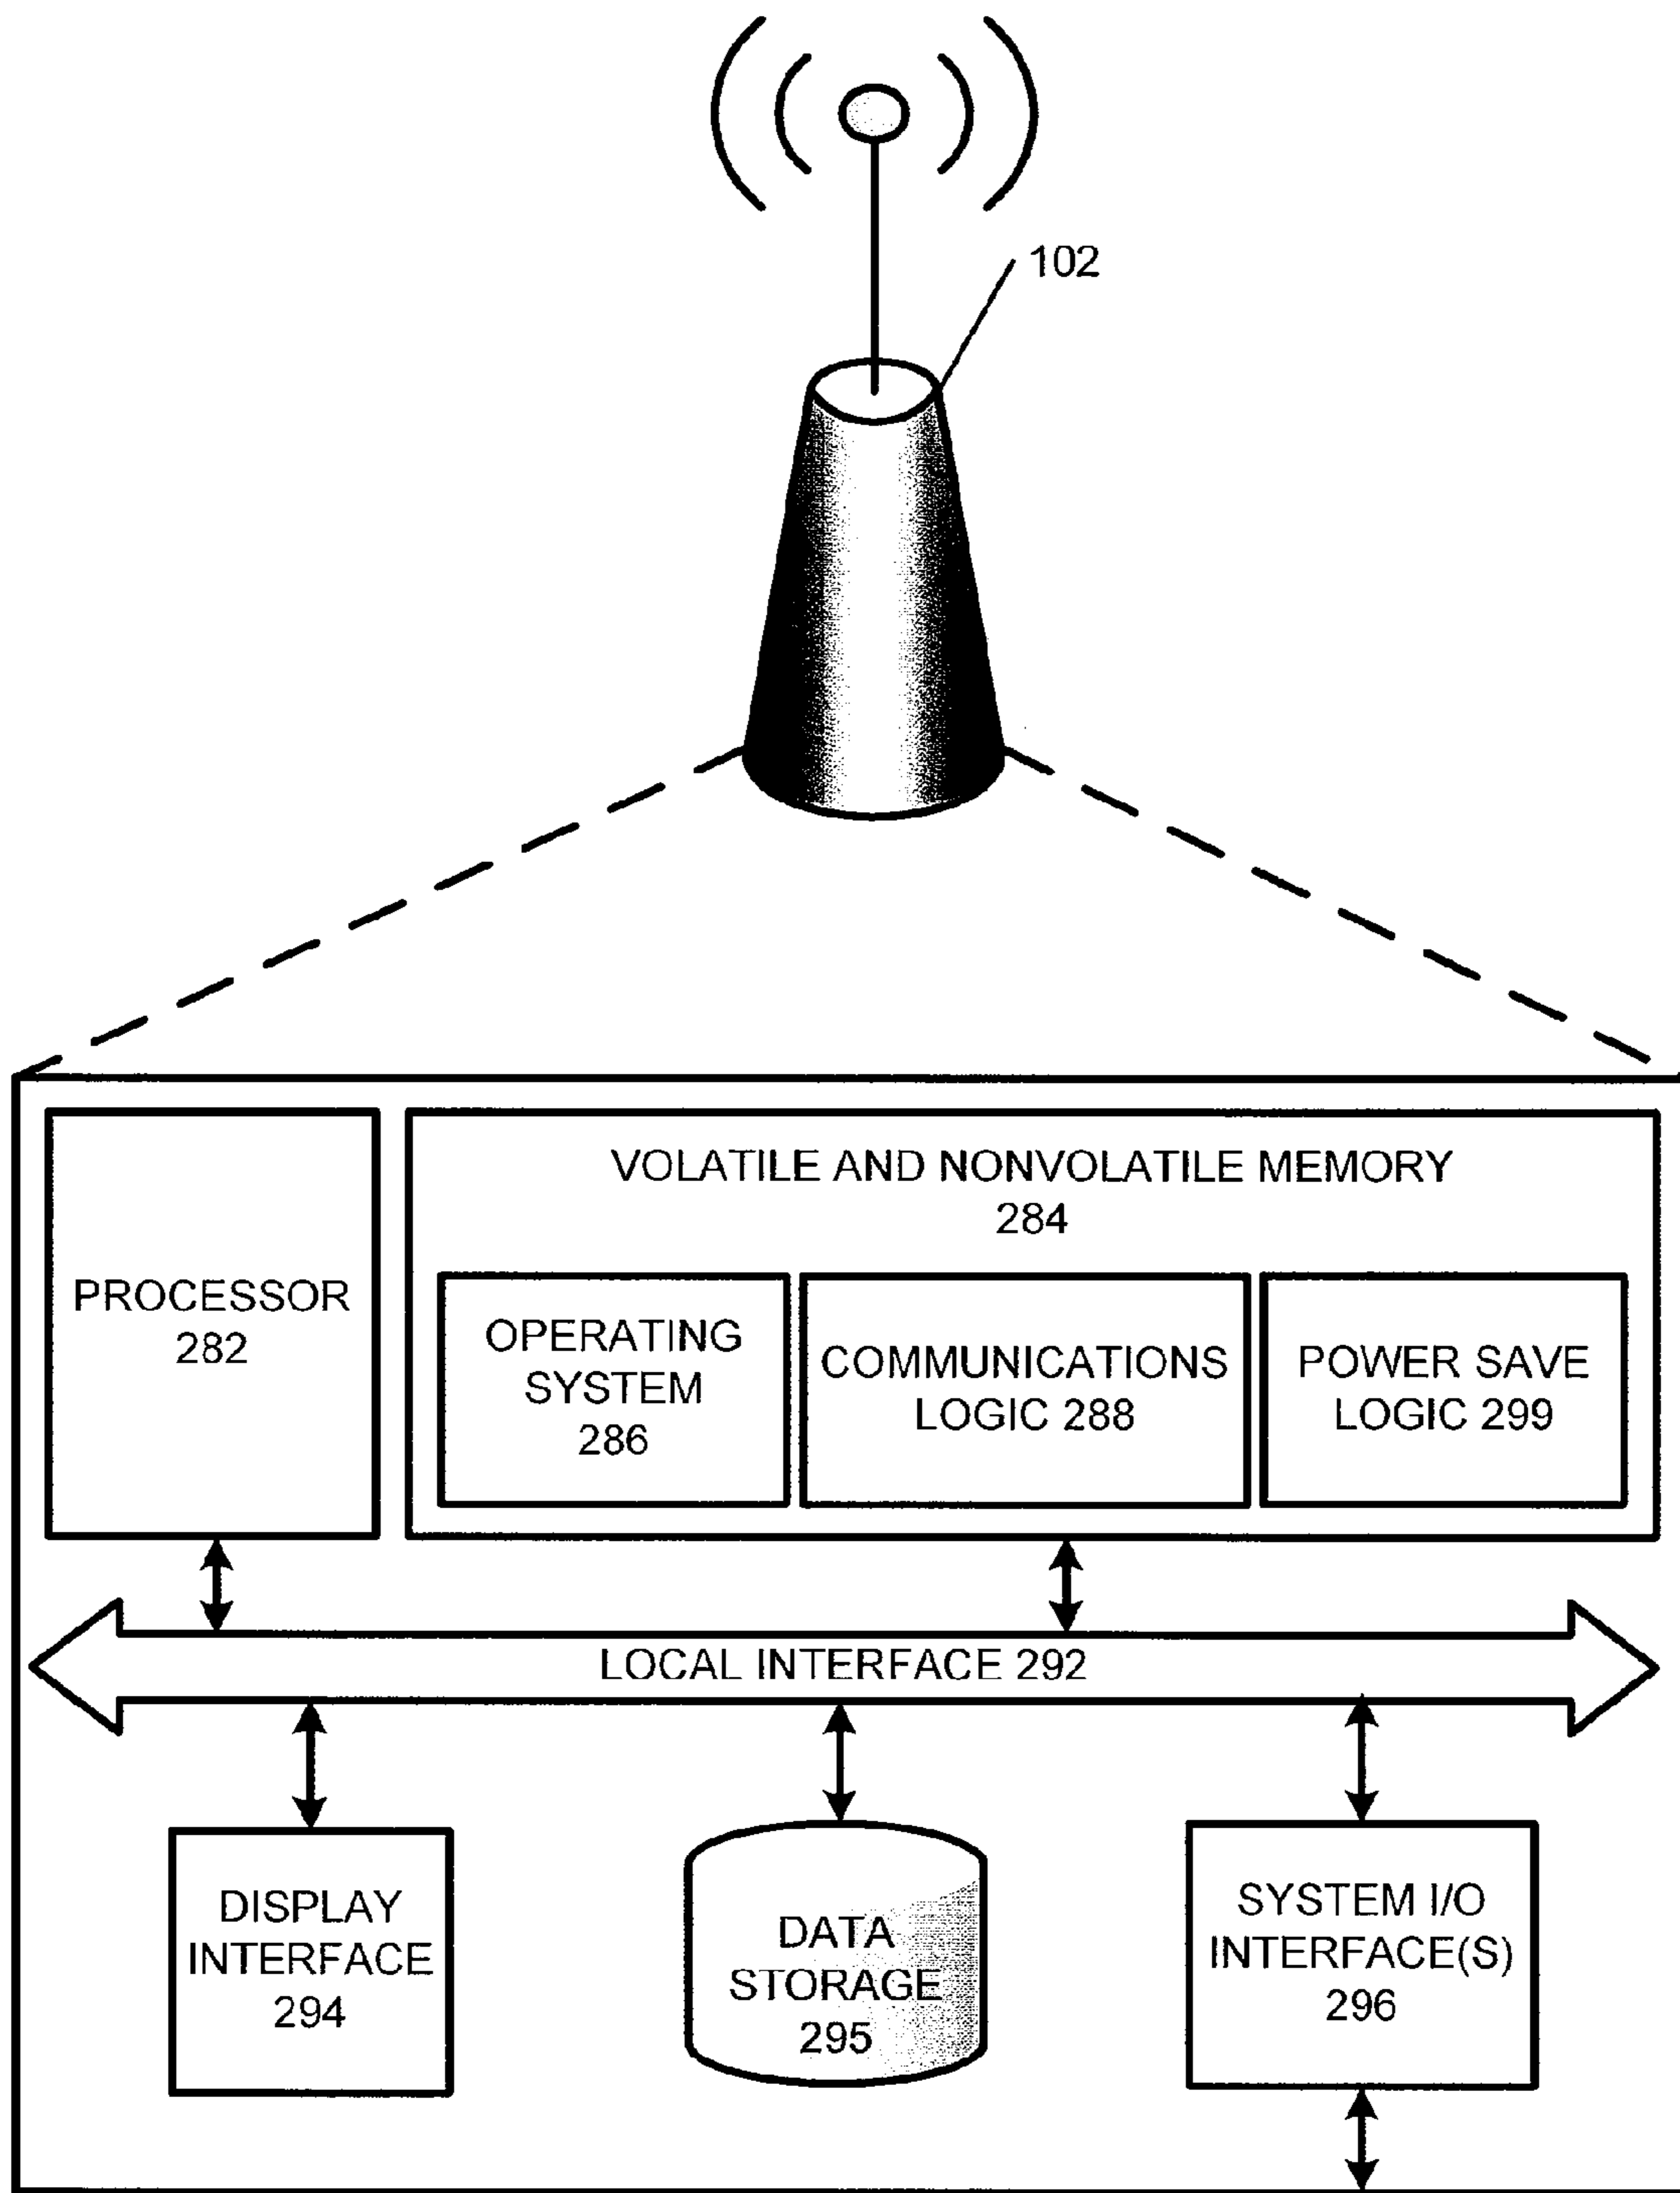 102
VOLATILE AND NONVOLATILE MEMORY
284
PROCESSOR
282
OPERATING
SYSTEM
286
COMMUNICATIONS
LOGIC 288
POWER SAVE
LOGIC 299
LOCAL INTERFACE 292
DISPLAY
INTERFACE
294
DATA
STORAGE
295
SYSTEM I/O
INTERFACE(S)
296